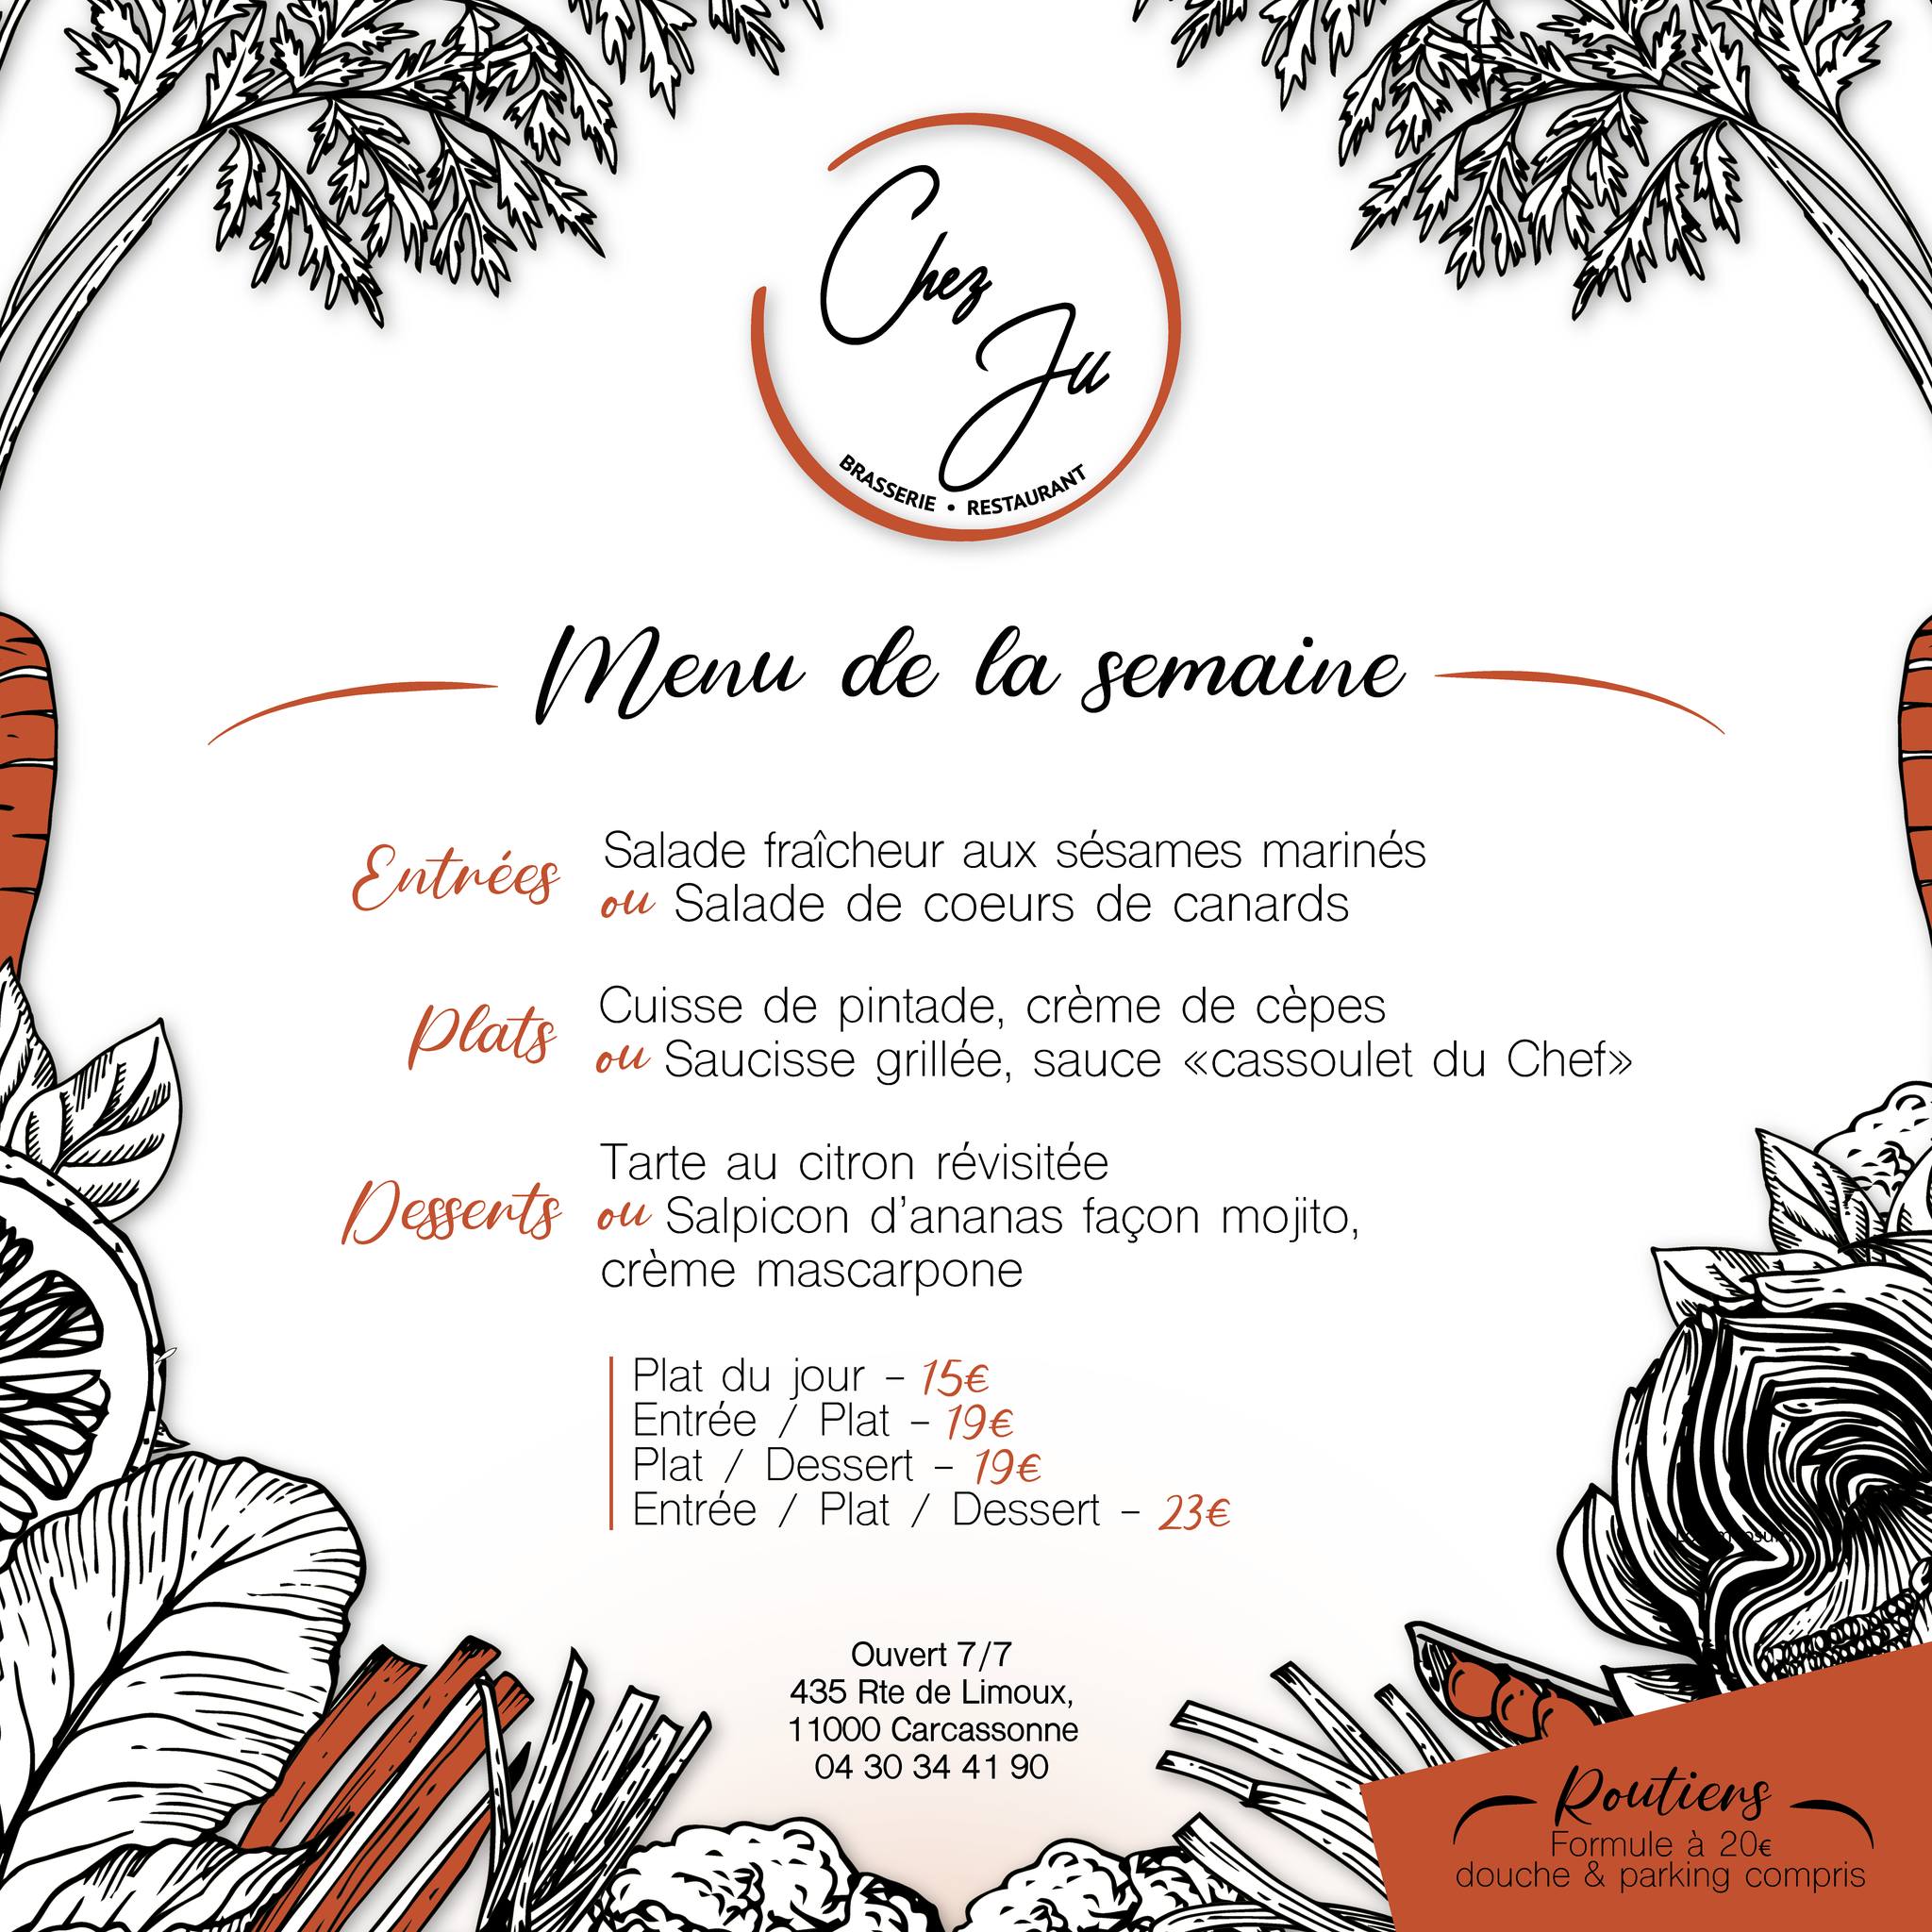 Chez
Ju
BRASSERIE • RESTAURANT
Menu de la semaine
Entrées
Salade fraîcheur aux sésames marinés
ou Salade de coeurs de canards
Plats
Cuisse de pintade, crème de cèpes
ou Saucisse grillée, sauce «cassoulet du Chef»
Desserts
Tarte au citron révisitée
ou Salpicon d'ananas façon mojito,
crème mascarpone
Plat du jour – 15€
Entrée / Plat – 19€
Plat / Dessert – 19€
Entrée / Plat / Dessert – 23€
Ouvert 7/7
435 Rte de Limoux,
11000 Carcassonne
04 30 34 41 90
Routiers
Formule à 20€
douche & parking compris